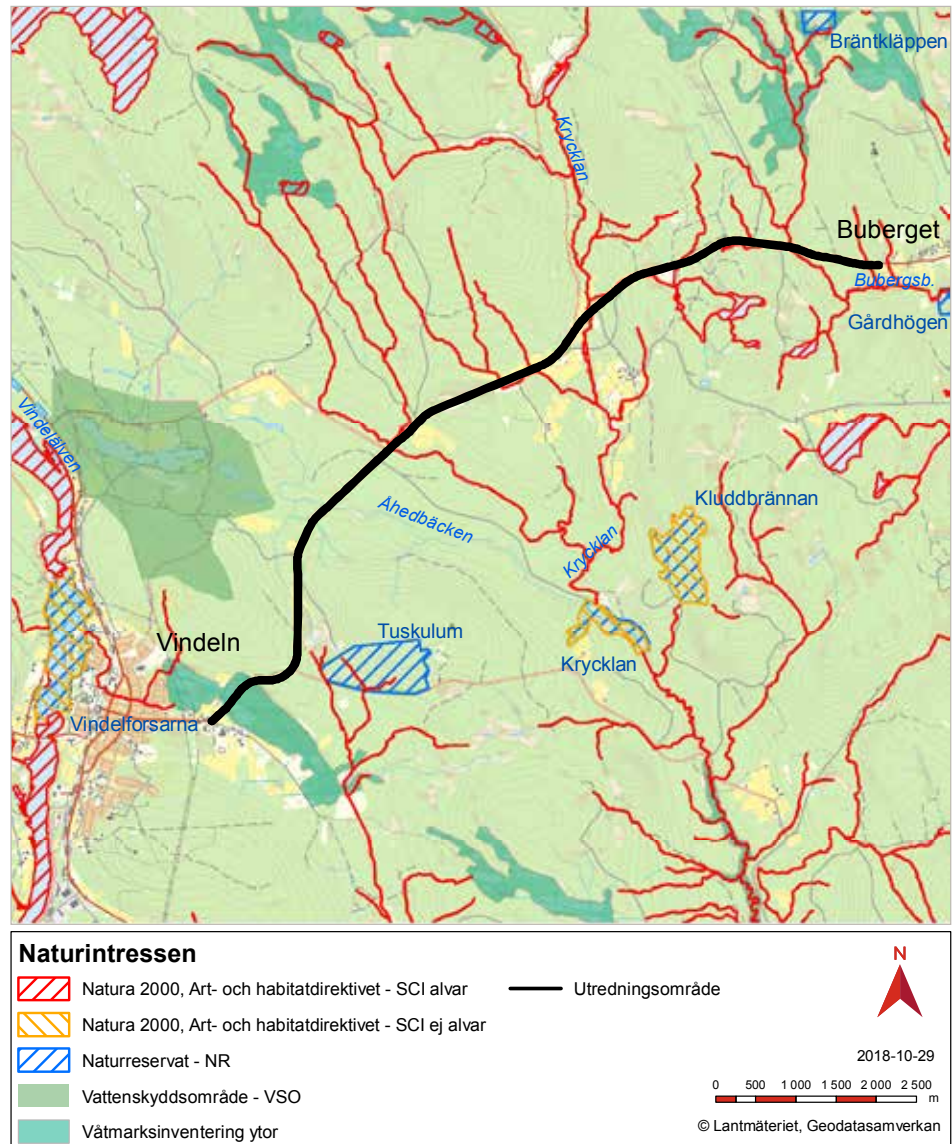 Bräntkläppen
Krycklan
Buberget
Bubergsb.
Gårdhögen
Vindelälven
Kluddbrännan
Åhedbäcken
Krycklan
Tuskulum
Vindeln
Krycklan
Vindelforsarna
Naturintressen
Natura 2000, Art- och habitatdirektivet - SCI alvar
Utredningsområde
Natura 2000, Art- och habitatdirektivet - SCI ej alvar
Naturreservat - NR
Vattenskyddsområde - VSO
Våtmarksinventering ytor
N
2018-10-29
0 500 1 000 1 500 2 000 2 500
m
© Lantmäteriet, Geodatasamverkan